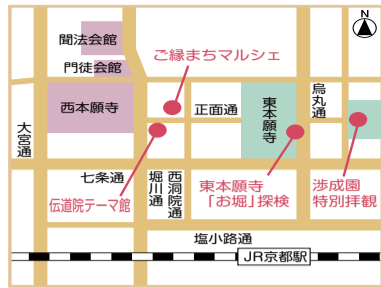 N
聞法会館
門徒会館
ご縁まちマルシェ
西本願寺
正面通
東本願寺
烏丸通
大宮通
七条通
堀川通
西洞院通
伝道院テーマ館
東本願寺
「お堀」探検
渉成園
特別拝観
塩小路通
JR京都駅